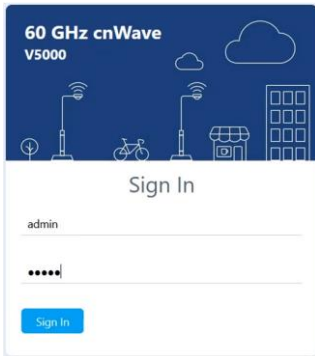 60 GHz cnWave
V5000
Sign In
admin
•••••
Sign In